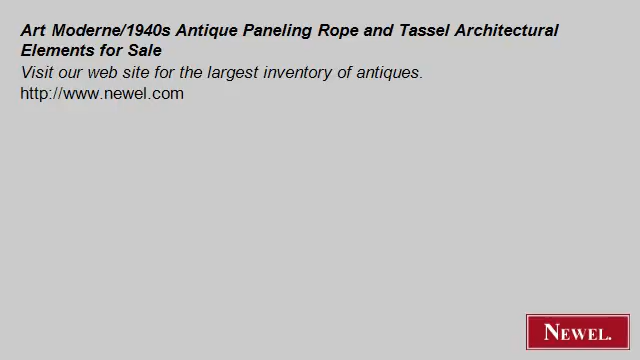 Art Moderne/1940s Antique Paneling Rope and Tassel Architectural
Elements for Sale
Visit our web site for the largest inventory of antiques.
http://www.newel.com
NEWEL.